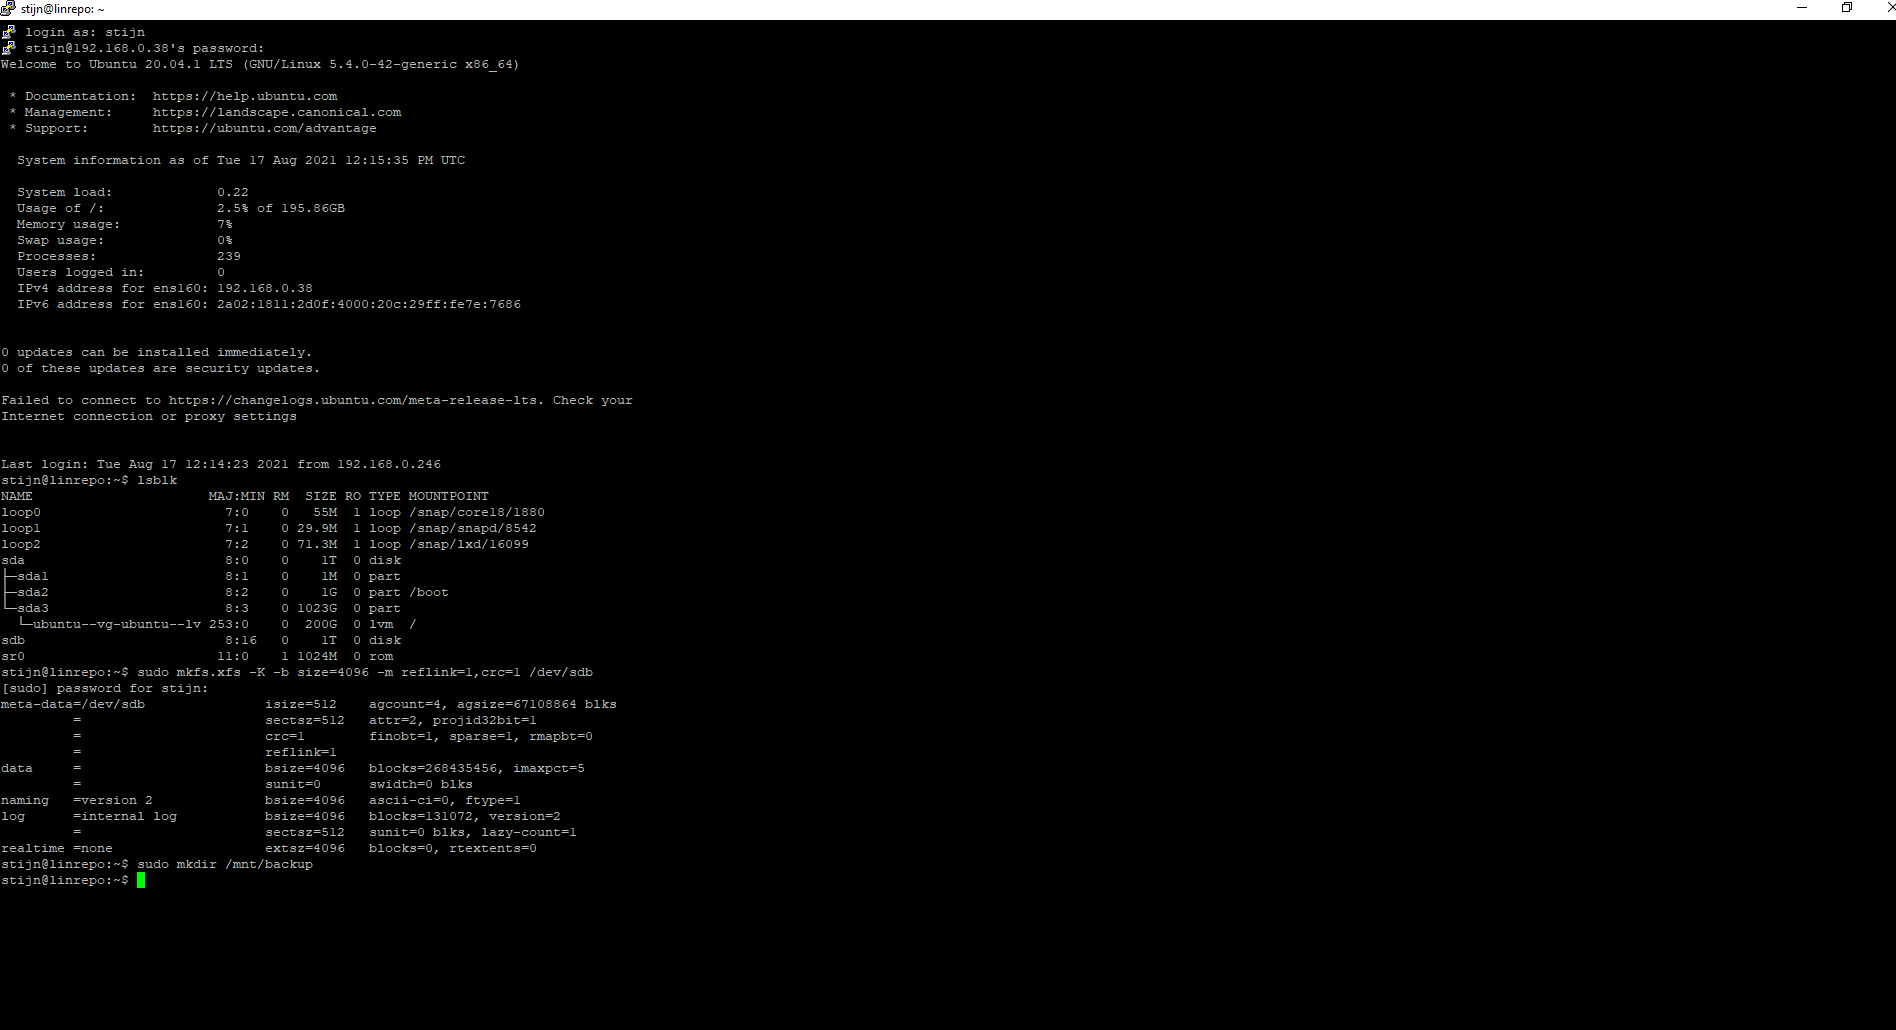 stijn@linrepo: ~
login as: stijn
stijn@192.168.0.38's password:
Welcome to Ubuntu 20.04.1 LTS (GNU/Linux 5.4.0-42-generic x86_64)
* Documentation:  https://help.ubuntu.com
* Management:     https://landscape.canonical.com
* Support:        https://ubuntu.com/advantage
System information as of Tue 17 Aug 2021 12:15:35 PM UTC
System load:             0.22
Usage of /:              2.5% of 195.86GB
Memory usage:            7%
Swap usage:              0%
Processes:               239
Users logged in:         0
IPv4 address for ens160: 192.168.0.38
IPv6 address for ens160: 2a02:1811:2d0f:4000:20c:29ff:fe7e:7686
0 updates can be installed immediately.
0 of these updates are security updates.
Failed to connect to https://changelogs.ubuntu.com/meta-release-lts. Check your
Internet connection or proxy settings
Last login: Tue Aug 17 12:14:23 2021 from 192.168.0.246
stijn@linrepo:~$ lsblk
NAME                      MAJ:MIN RM  SIZE RO TYPE MOUNTPOINT
loop0                       7:0    0   55M  1 loop /snap/core18/1880
loop1                       7:1    0 29.9M  1 loop /snap/snapd/8542
loop2                       7:2    0 71.3M  1 loop /snap/lxd/16099
sda                         8:0    0    1T  0 disk
├─sda1                      8:1    0    1M  0 part
├─sda2                      8:2    0    1G  0 part /boot
└─sda3                      8:3    0 1023G  0 part
  └─ubuntu--vg-ubuntu--lv 253:0    0  200G  0 lvm  /
sdb                         8:16   0    1T  0 disk
sr0                        11:0    1 1024M  0 rom
stijn@linrepo:~$ sudo mkfs.xfs -K -b size=4096 -m reflink=1,crc=1 /dev/sdb
[sudo] password for stijn:
meta-data=/dev/sdb               isize=512    agcount=4, agsize=67108864 blks
         =                       sectsz=512   attr=2, projid32bit=1
         =                       crc=1        finobt=1, sparse=1, rmapbt=0
         =                       reflink=1
data     =                       bsize=4096   blocks=268435456, imaxpct=5
         =                       sunit=0      swidth=0 blks
naming   =version 2              bsize=4096   ascii-ci=0, ftype=1
log      =internal log           bsize=4096   blocks=131072, version=2
         =                       sectsz=512   sunit=0 blks, lazy-count=1
realtime =none                   extsz=4096   blocks=0, rtextents=0
stijn@linrepo:~$ sudo mkdir /mnt/backup
stijn@linrepo:~$